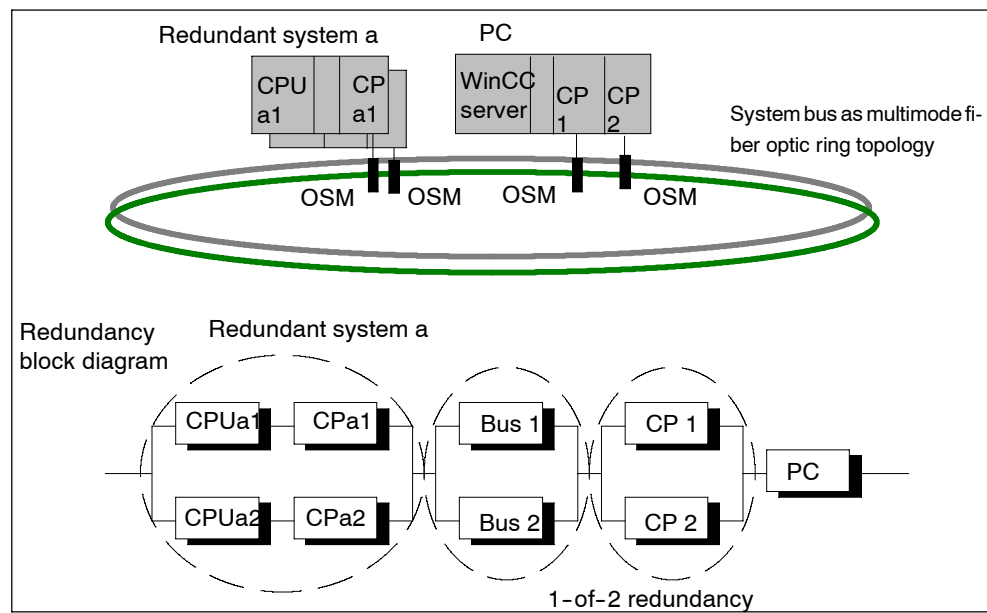 Redundant system a
PC
CPU
a1
CP
a1
WinCC
server
CP
1
CP
2
System bus as multimode fi-
ber optic ring topology
OSM
OSM
OSM
OSM
Redundancy
block diagram
Redundant system a
CPUa1
CPa1
Bus 1
CP 1
PC
CPUa2
CPa2
Bus 2
CP 2
1-of-2 redundancy